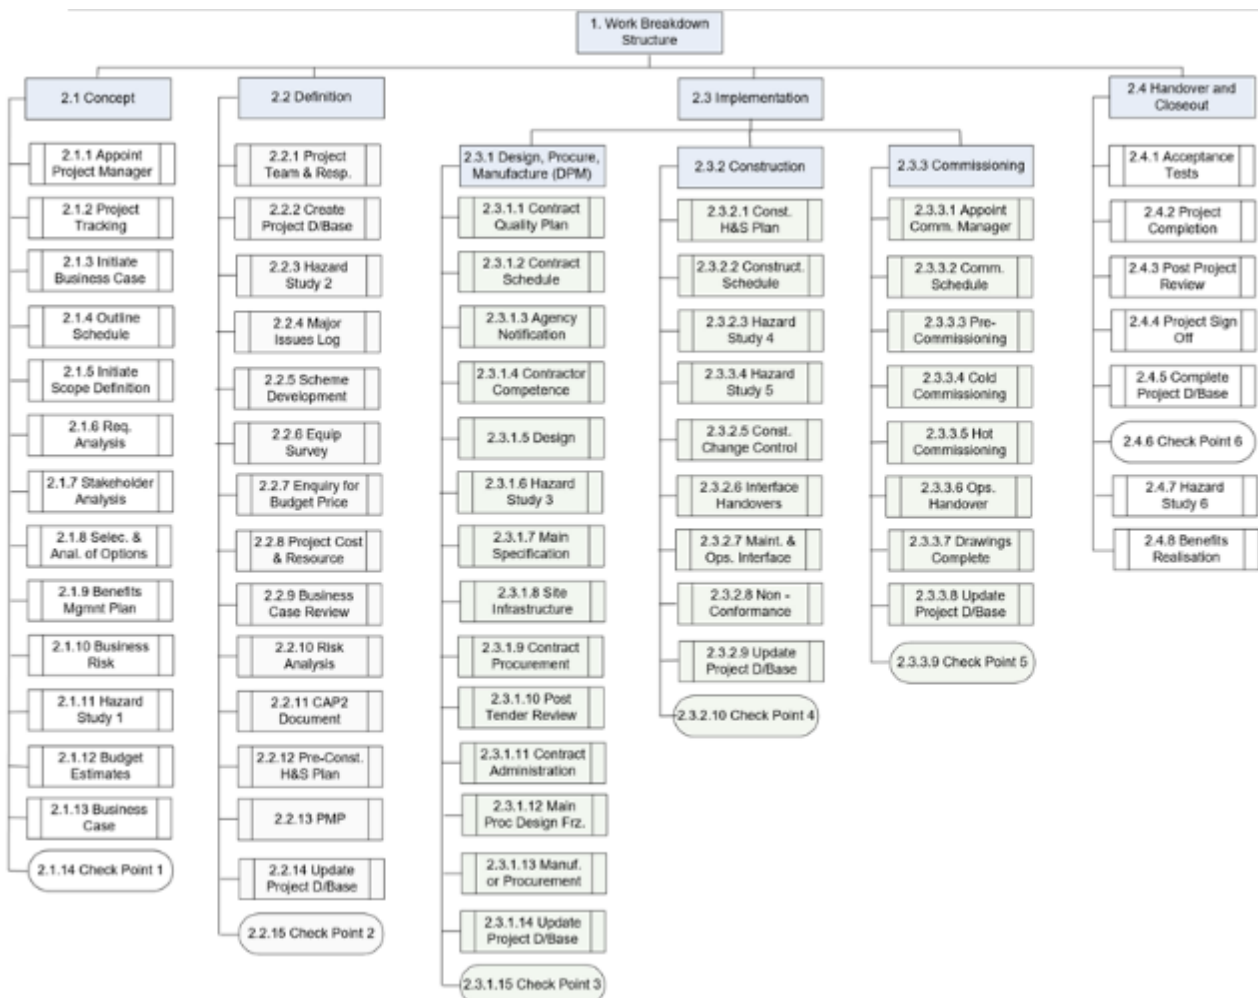 1. Work Breakdown
Structure
2.1 Concept
2.1.1 Appoint
Project Manager
2.1.2 Project
Tracking
2.1.3 Initiate
Business Case
2.1.4 Outline
Schedule
2.1.5 Initiate
Scope Definition
2.1.6 Req.
Analysis
2.1.7 Stakeholder
Analysis
2.1.8 Selec. &
Anal. of Options
2.1.9 Benefits
Mgmnt Plan
2.1.10 Business
Risk
2.1.11 Hazard
Study 1
2.1.12 Budget
Estimates
2.1.13 Business
Case
2.1.14 Check Point 1
2.2 Definition
2.2.1 Project
Team & Resp.
2.2.2 Create
Project D/Base
2.2.3 Hazard
Study 2
2.2.4 Major
Issues Log
2.2.5 Scheme
Development
2.2.6 Equip
Survey
2.2.7 Enquiry for
Budget Price
2.2.8 Project Cost
& Resource
2.2.9 Business
Case Review
2.2.10 Risk
Analysis
2.2.11 CAP2
Document
2.2.12 Pre-Const.
H&S Plan
2.2.13 PMP
2.2.14 Update
Project D/Base
2.2.15 Check Point 2
2.3 Implementation
2.3.1 Design, Procure,
Manufacture (DPM)
2.3.1.1 Contract
Quality Plan
2.3.1.2 Contract
Schedule
2.3.1.3 Agency
Notification
2.3.1.4 Contractor
Competence
2.3.1.5 Design
2.3.1.6 Hazard
Study 3
2.3.1.7 Main
Specification
2.3.1.8 Site
Infrastructure
2.3.1.9 Contract
Procurement
2.3.1.10 Post
Tender Review
2.3.1.11 Contract
Administration
2.3.1.12 Main
Proc Design Frz.
2.3.1.13 Manuf.
or Procurement
2.3.1.14 Update
Project D/Base
2.3.1.15 Check Point 3
2.3.2 Construction
2.3.2.1 Const.
H&S Plan
2.3.2.2 Construct.
Schedule
2.3.2.3 Hazard
Study 4
2.3.3.4 Hazard
Study 5
2.3.2.5 Const.
Change Control
2.3.2.6 Interface
Handovers
2.3.2.7 Maint. &
Ops. Interface
2.3.2.8 Non -
Conformance
2.3.2.9 Update
Project D/Base
2.3.2.10 Check Point 4
2.3.3 Commissioning
2.3.3.1 Appoint
Comm. Manager
2.3.3.2 Comm.
Schedule
2.3.3.3 Pre-
Commissioning
2.3.3.4 Cold
Commissioning
2.3.3.5 Hot
Commissioning
2.3.3.6 Ops.
Handover
2.3.3.7 Drawings
Complete
2.3.3.8 Update
Project D/Base
2.3.3.9 Check Point 5
2.4 Handover and
Closeout
2.4.1 Acceptance
Tests
2.4.2 Project
Completion
2.4.3 Post Project
Review
2.4.4 Project Sign
Off
2.4.5 Complete
Project D/Base
2.4.6 Check Point 6
2.4.7 Hazard
Study 6
2.4.8 Benefits
Realisation